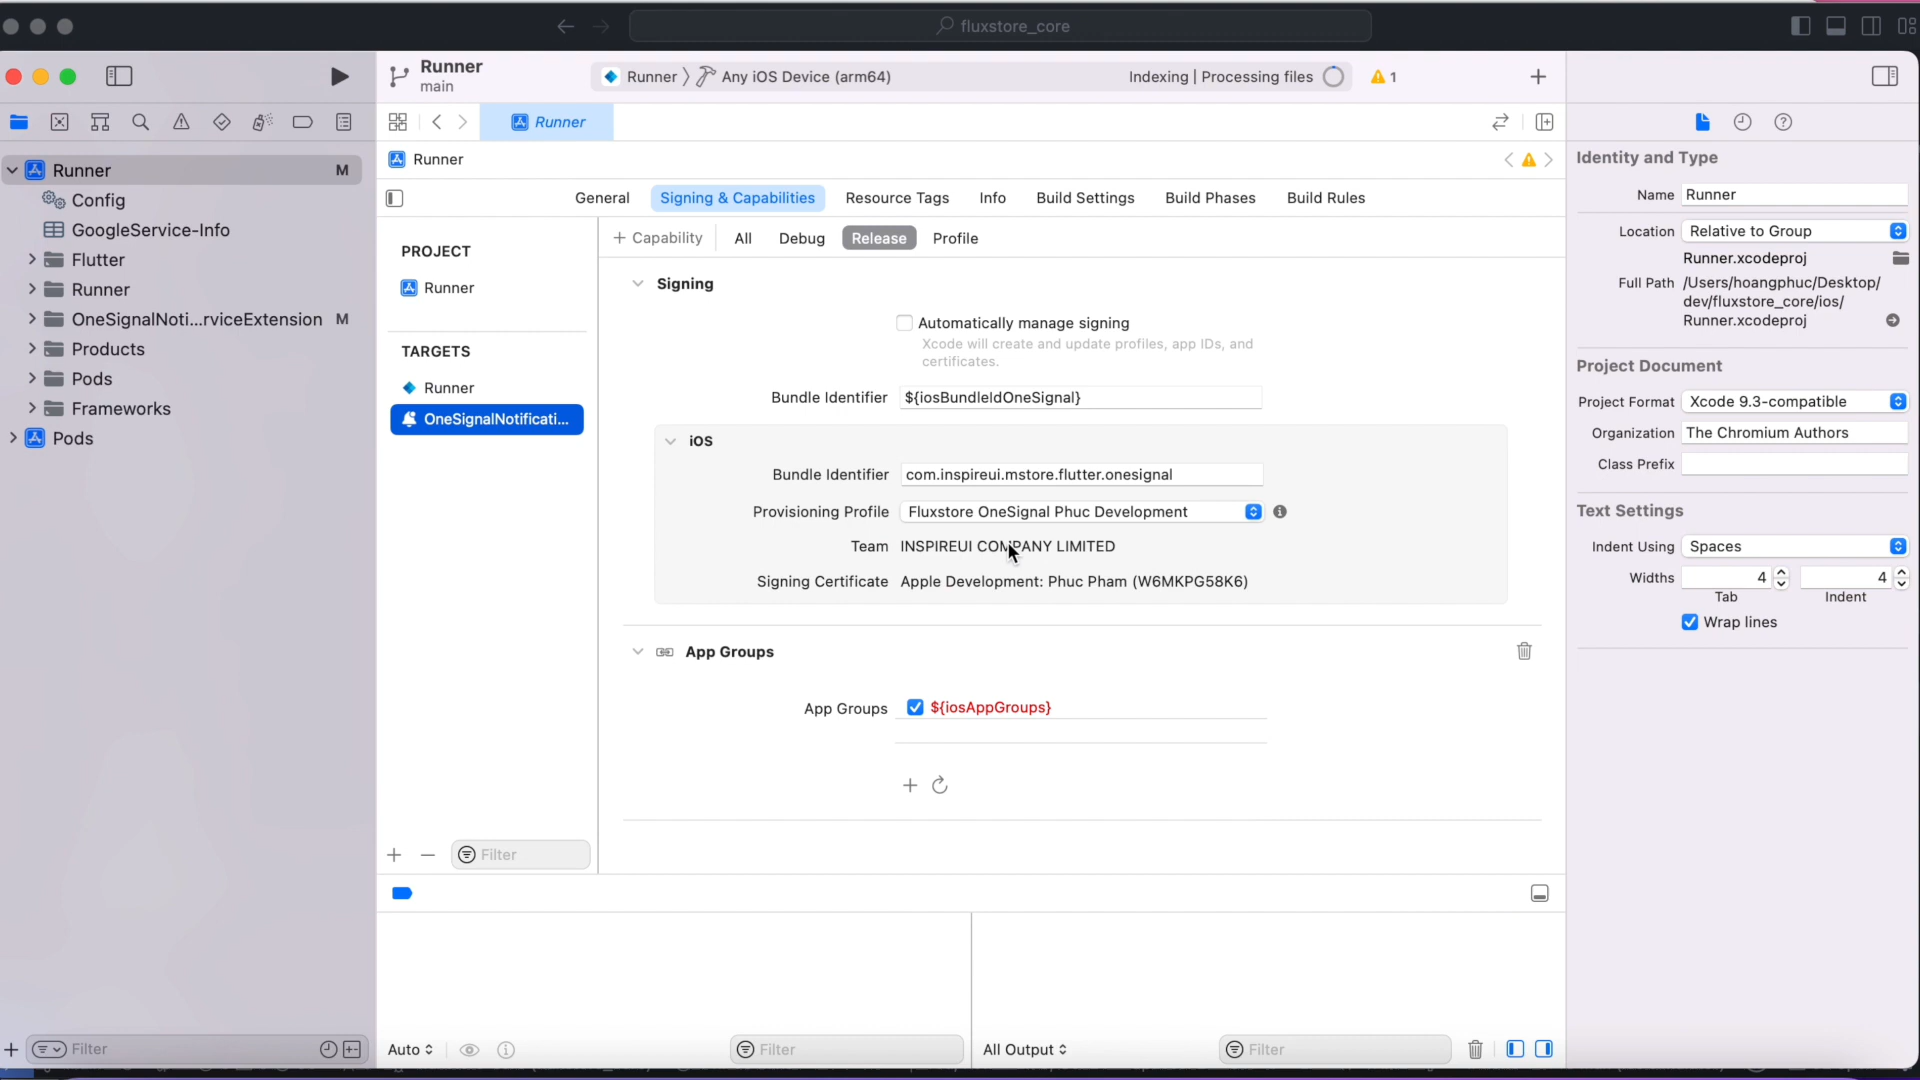 fluxstore_core
Runner
main
Runner
Any iOS Device (arm64)
Indexing | Processing files
1
Runner
Runner
M
Config
GoogleService-Info
Flutter
Runner
OneSignalNoti...rviceExtension
M
Products
Pods
Frameworks
Pods
Filter
Runner
General
Signing & Capabilities
Resource Tags
Info
Build Settings
Build Phases
Build Rules
PROJECT
Runner
TARGETS
Runner
OneSignalNotificati...
Filter
+ Capability
All
Debug
Release
Profile
Signing
Automatically manage signing
Xcode will create and update profiles, app IDs, and
certificates.
Bundle Identifier
${iosBundleIdOneSignal}
iOS
Bundle Identifier
com.inspireui.mstore.flutter.onesignal
Provisioning Profile
Fluxstore OneSignal Phuc Development
Team
INSPIREUI COMPANY LIMITED
Signing Certificate
Apple Development: Phuc Pham (W6MKPG58K6)
App Groups
App Groups
${iosAppGroups}
Auto
Filter
All Output
Filter
Identity and Type
Name
Runner
Location
Relative to Group
Runner.xcodeproj
Full Path
/Users/hoangphuc/Desktop/
dev/fluxstore_core/ios/
Runner.xcodeproj
Project Document
Project Format
Xcode 9.3-compatible
Organization
The Chromium Authors
Class Prefix
Text Settings
Indent Using
Spaces
Widths
4
4
Tab
Indent
Wrap lines